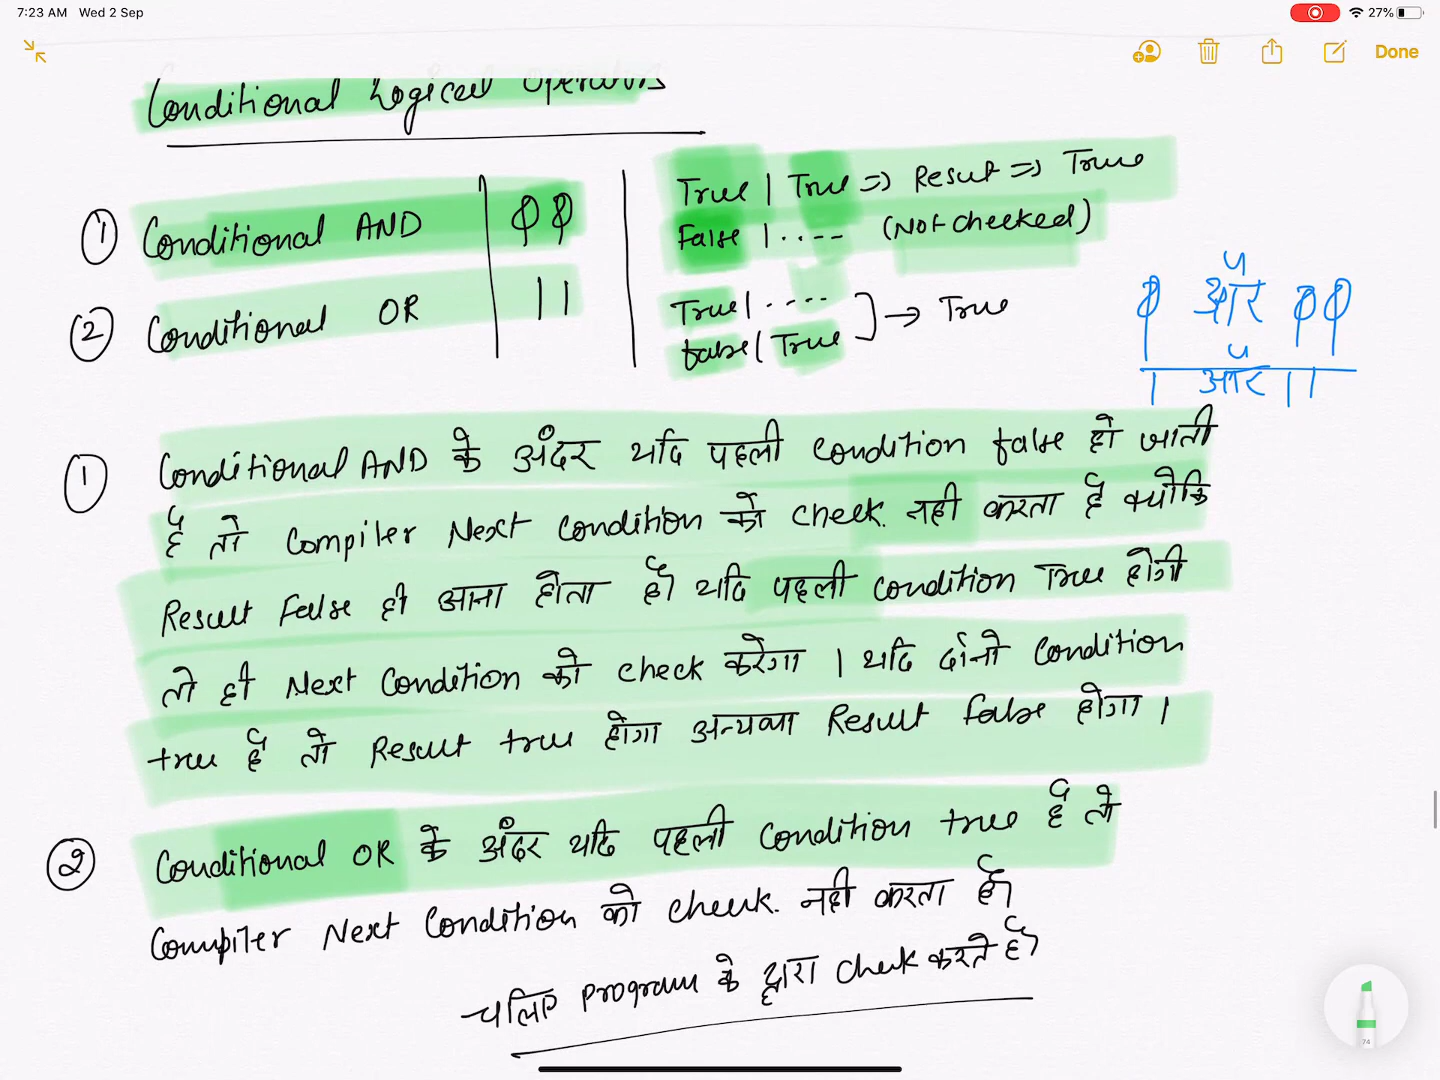 7:23 AM Wed 2 Sep
27%
Done
Conditional Logical Operators
① Conditional AND | && | True | True => Result => True
False | ---- (Not checked)
② Conditional OR | || | True | ---- 
false | True ] → True
& और &&
| और ||
① Conditional AND के अंदर यदि पहली condition false हो जाती
है तो Compiler Next Condition को check नही करता है क्योकि
Result False ही आना होता है। यदि पहली condition True होगी
तो ही Next Condition को check करेगा । यदि दोनो Condition
true है तो Result true होगा अन्यथा Result false होगा ।
② Conditional OR के अंदर यदि पहली condition true है तो
Compiler Next Condition को check नही करता है।
चलिए program के द्वारा check करते है।
74